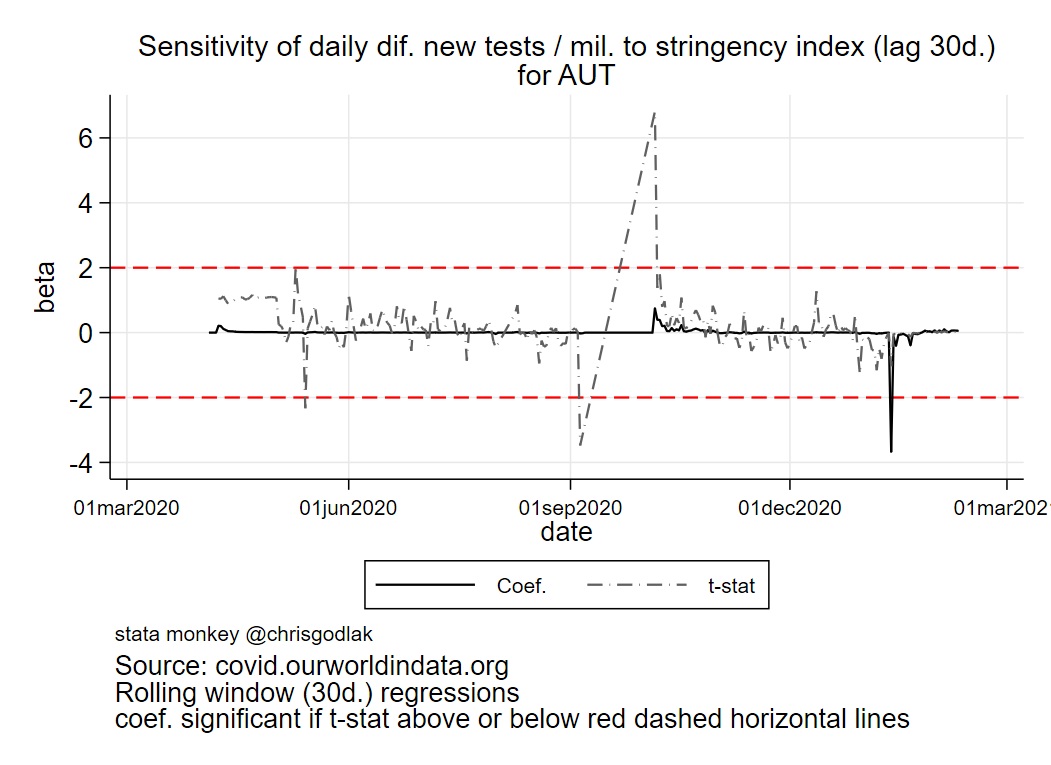 Sensitivity of daily dif. new tests / mil. to stringency index (lag 30d.)
for AUT
beta
6
4
2
0
-2
-4
01mar2020
01jun2020
01sep2020
01dec2020
01mar2021
date
Coef.
t-stat
stata monkey @chrisgodlak
Source: covid.ourworldindata.org
Rolling window (30d.) regressions
coef. significant if t-stat above or below red dashed horizontal lines